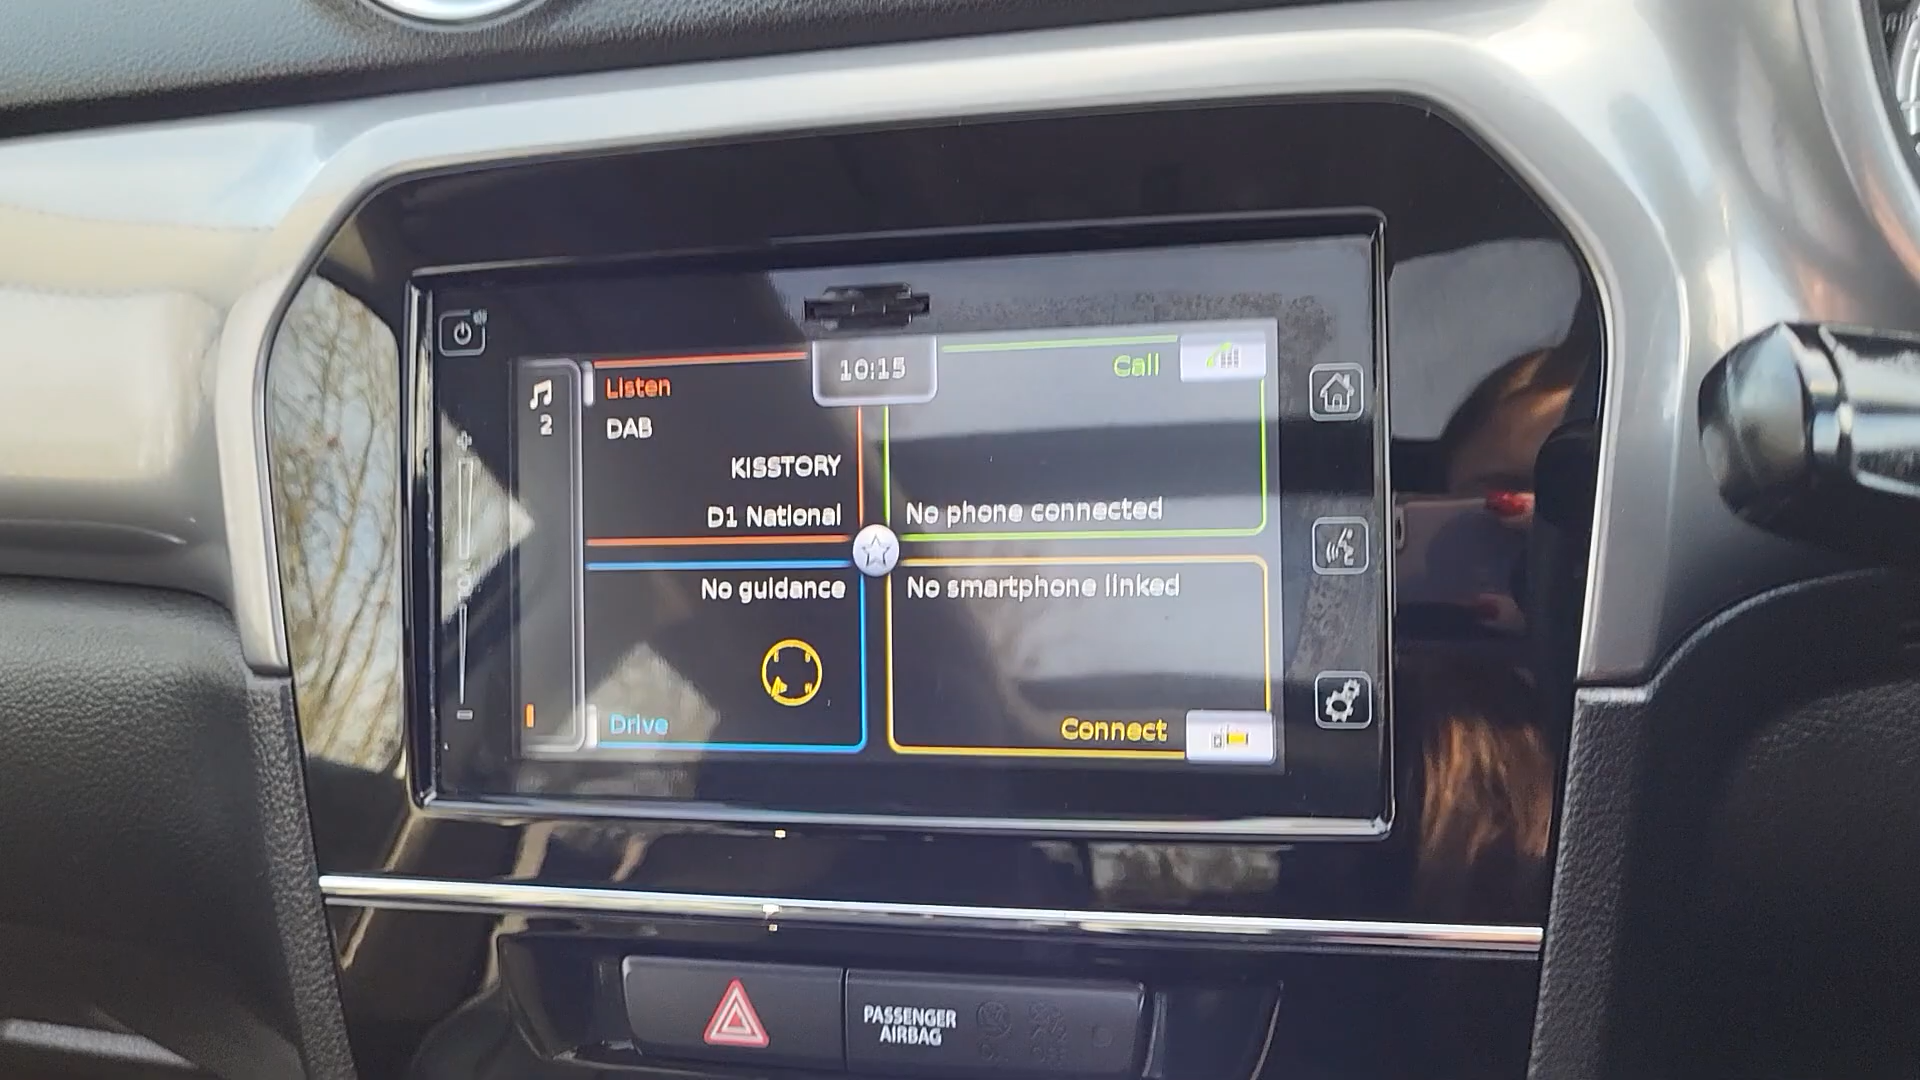 10:15
Listen
2
DAB
KISSTORY
D1 National
Call
No phone connected
No guidance
Drive
No smartphone linked
Connect
PASSENGER
AIRBAG